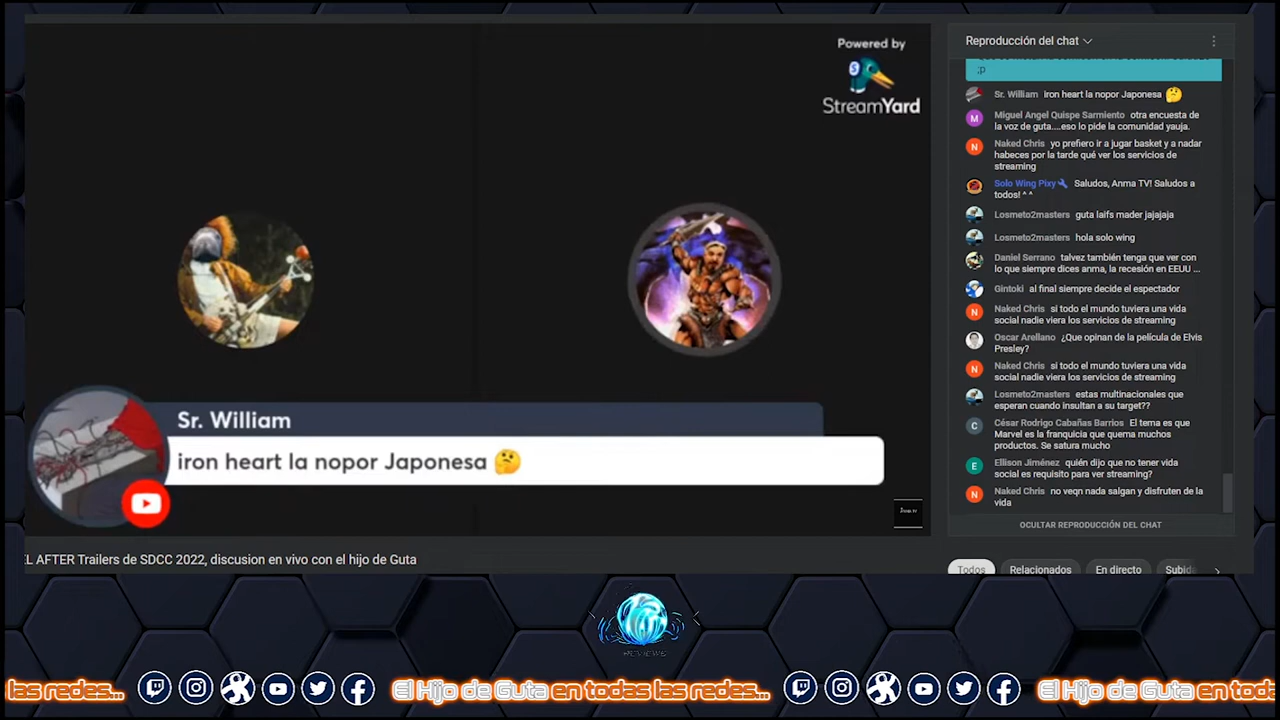 Powered by
StreamYard
Sr. William
iron heart la nopor Japonesa 🤔
EL AFTER Trailers de SDCC 2022, discusion en vivo con el hijo de Guta
Reproducción del chat
;p
Sr. William iron heart la nopor Japonesa 🤔
Miguel Angel Quispe Sarmiento otra encuesta de
la voz de guta....eso lo pide la comunidad yauja.
Naked Chris yo prefiero ir a jugar basket y a nadar
habeces por la tarde qué ver los servicios de
streaming
Solo Wing Pixy Saludos, Anma TV! Saludos a
todos! ^ ^
Losmeto2masters guta laifs mader jajajaja
Losmeto2masters hola solo wing
Daniel Serrano talvez también tenga que ver con
lo que siempre dices anma, la recesión en EEUU ...
Gintoki al final siempre decide el espectador
Naked Chris si todo el mundo tuviera una vida
social nadie viera los servicios de streaming
Oscar Arellano ¿Que opinan de la película de Elvis
Presley?
Naked Chris si todo el mundo tuviera una vida
social nadie viera los servicios de streaming
Losmeto2masters estas multinacionales que
esperan cuando insultan a su target??
César Rodrigo Cabañas Barrios El tema es que
Marvel es la franquicia que quema muchos
productos. Se satura mucho
Ellison Jiménez quién dijo que no tener vida
social es requisito para ver streaming?
Naked Chris no veqn nada salgan y disfruten de la
vida
OCULTAR REPRODUCCIÓN DEL CHAT
Todos Relacionados En directo Subid
REVIEWS
las redes... El Hijo de Guta en todas las redes... El Hijo de Guta en toda